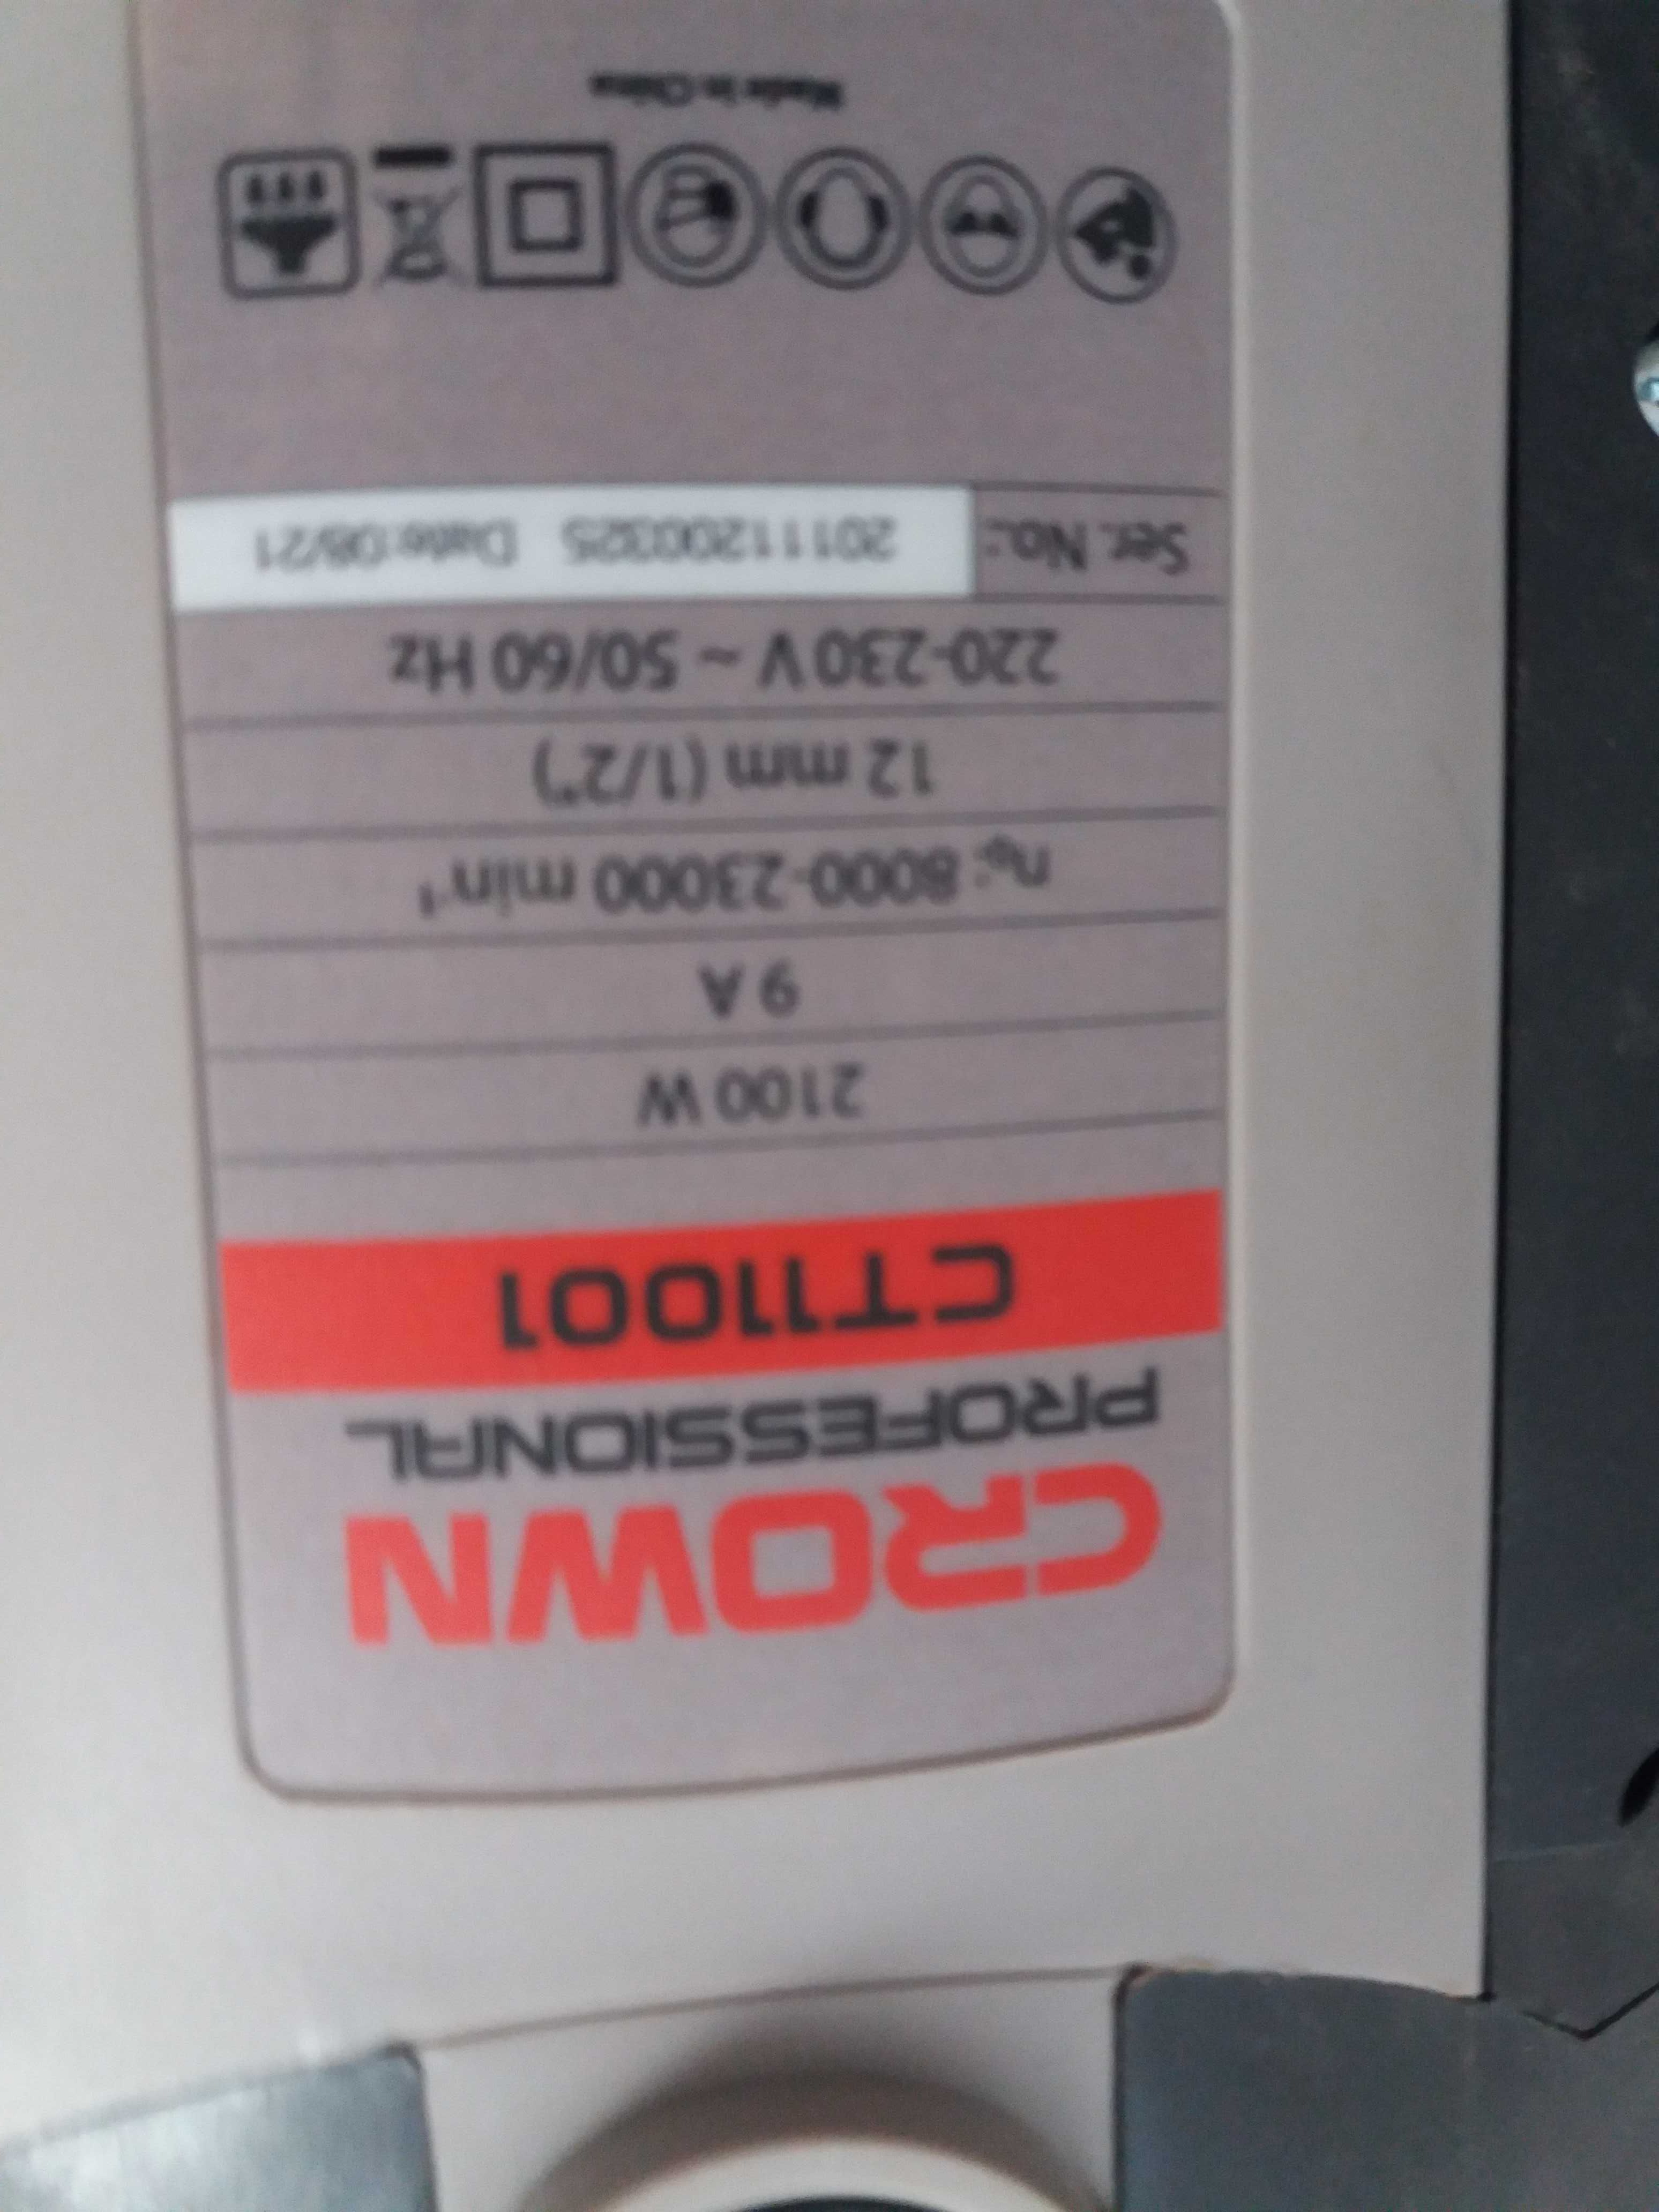 CROWN
PROFESSIONAL
CT11001
2100 W
9 A
n₀: 8000-23000 min⁻¹
12 mm (1/2")
220-230 V ~ 50/60 Hz
Ser. No.: 20111200325 Date:08/21
Made in China